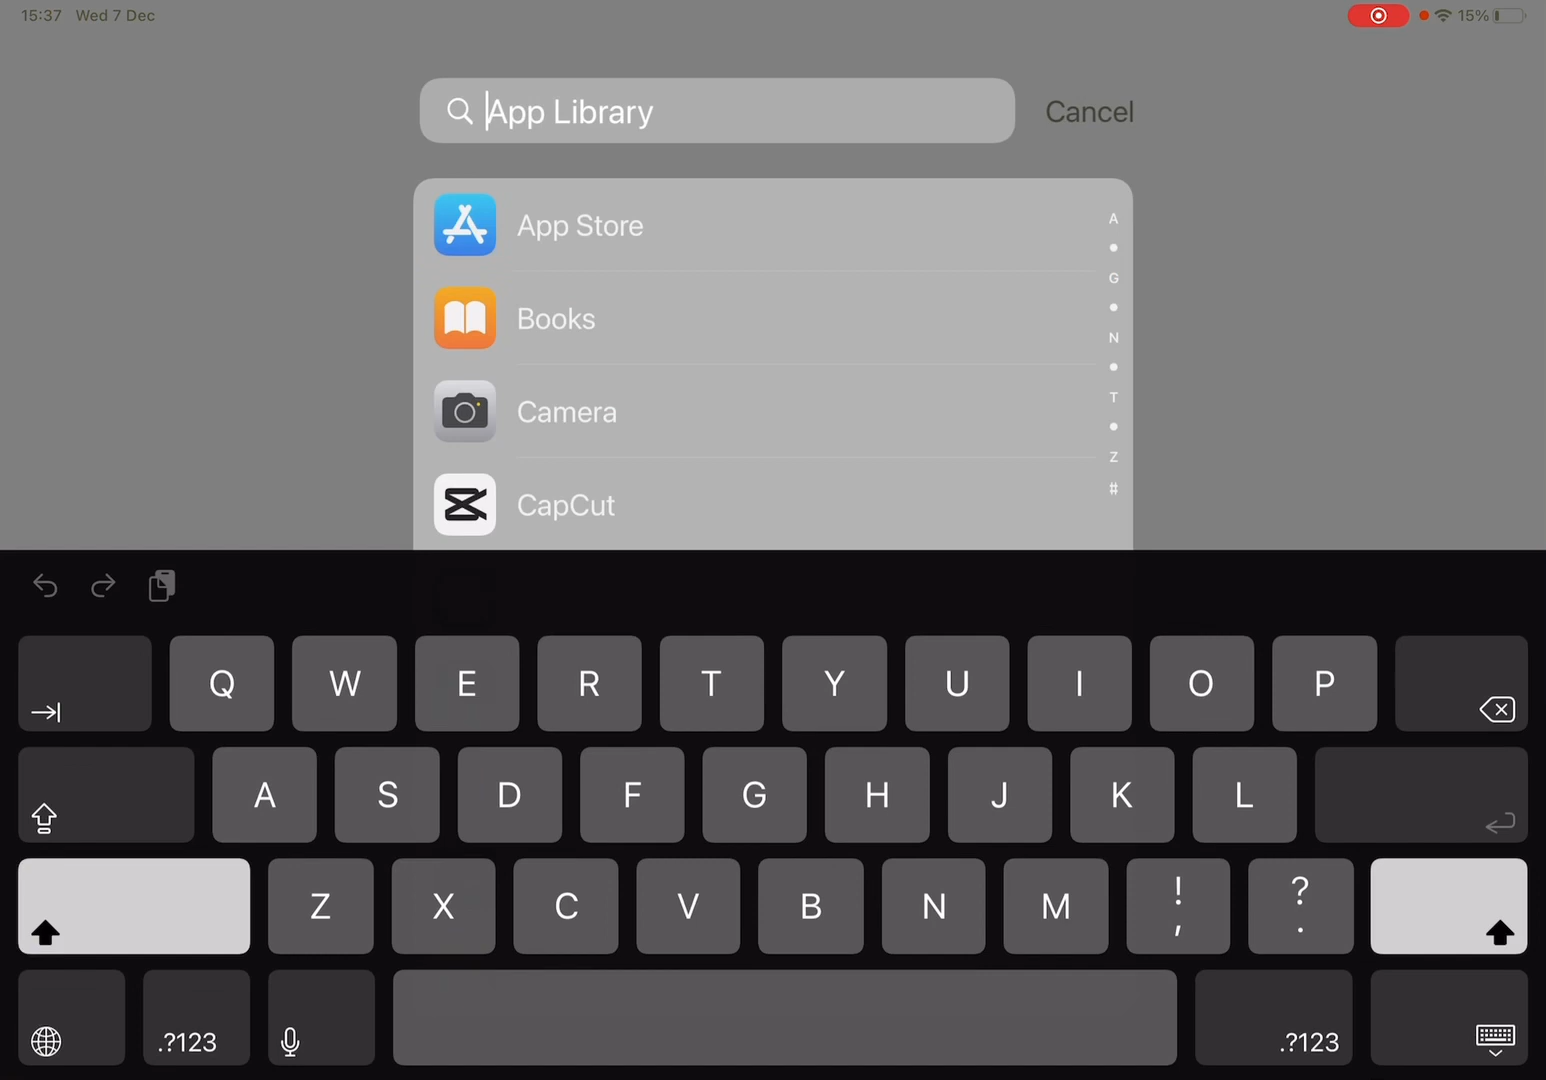 15:37 Wed 7 Dec
15%
App Library
Cancel
App Store
Books
Camera
CapCut
A
G
N
T
Z
#
Q W E R T Y U I O P
A S D F G H J K L
Z X C V B N M ! , ? .
.?123 .?123